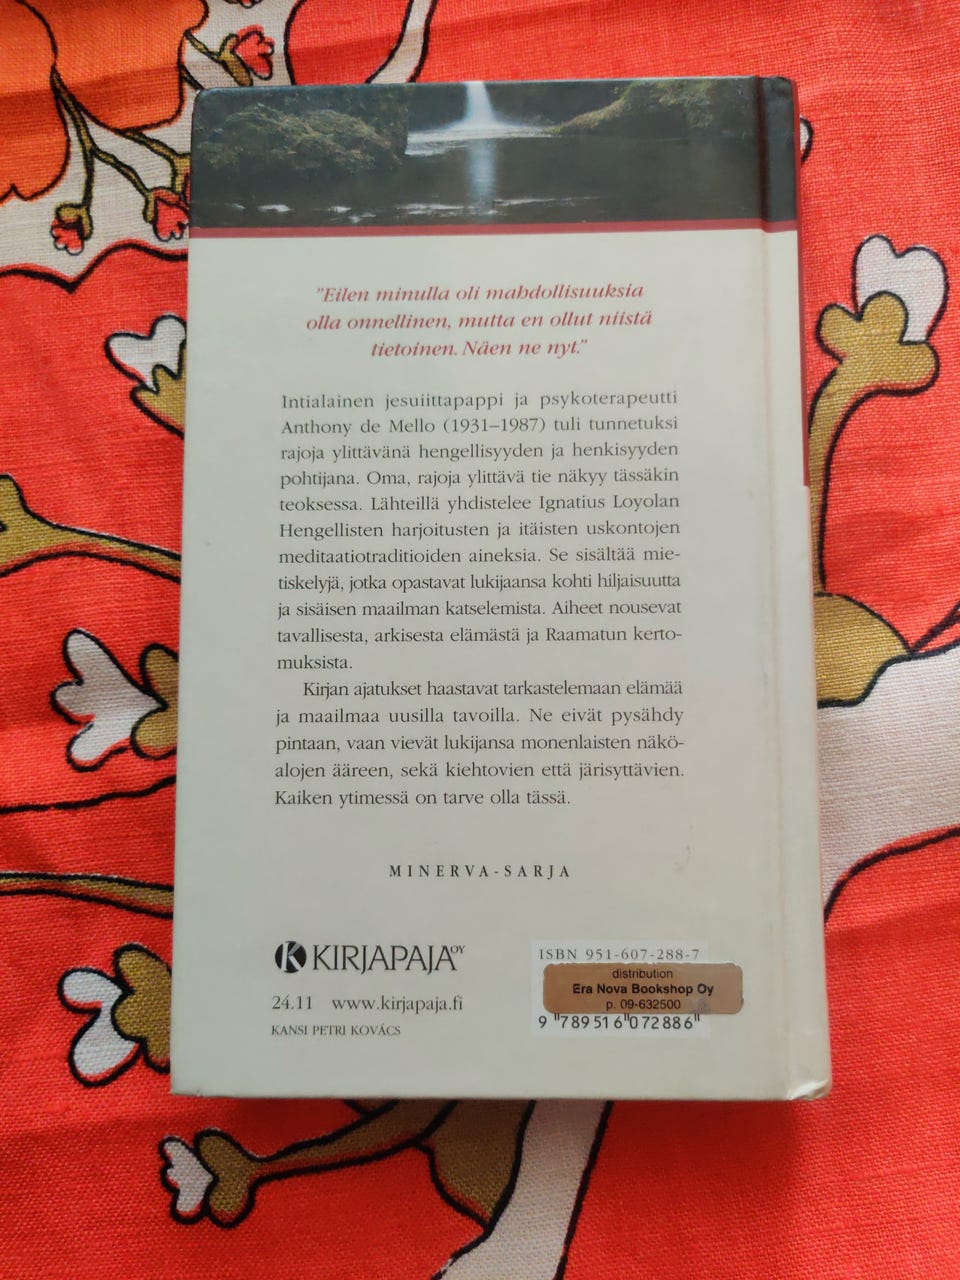 "Eilen minulla oli mahdollisuuksia
olla onnellinen, mutta en ollut niistä
tietoinen. Näen ne nyt."
Intialainen jesuiittapappi ja psykoterapeutti
Anthony de Mello (1931–1987) tuli tunnetuksi
rajoja ylittävänä hengellisyyden ja henkisyyden
pohtijana. Oma, rajoja ylittävä tie näkyy tässäkin
teoksessa. Lähteillä yhdistelee Ignatius Loyolan
Hengellisten harjoitusten ja itäisten uskontojen
meditaatiotraditioiden aineksia. Se sisältää mie-
tiskelyjä, jotka opastavat lukijaansa kohti hiljaisuutta
ja sisäisen maailman katselemista. Aiheet nousevat
tavallisesta, arkisesta elämästä ja Raamatun kerto-
muksista.
Kirjan ajatukset haastavat tarkastelemaan elämää
ja maailmaa uusilla tavoilla. Ne eivät pysähdy
pintaan, vaan vievät lukijansa monenlaisten näkö-
alojen ääreen, sekä kiehtovien että järisyttävien.
Kaiken ytimessä on tarve olla tässä.
MINERVA-SARJA
KIRJAPAJA OY
24.11 www.kirjapaja.fi
KANSI PETRI KOVÁCS
ISBN 951-607-288-7
distribution
Era Nova Bookshop Oy
p. 09-632500
9 "789516"072886"